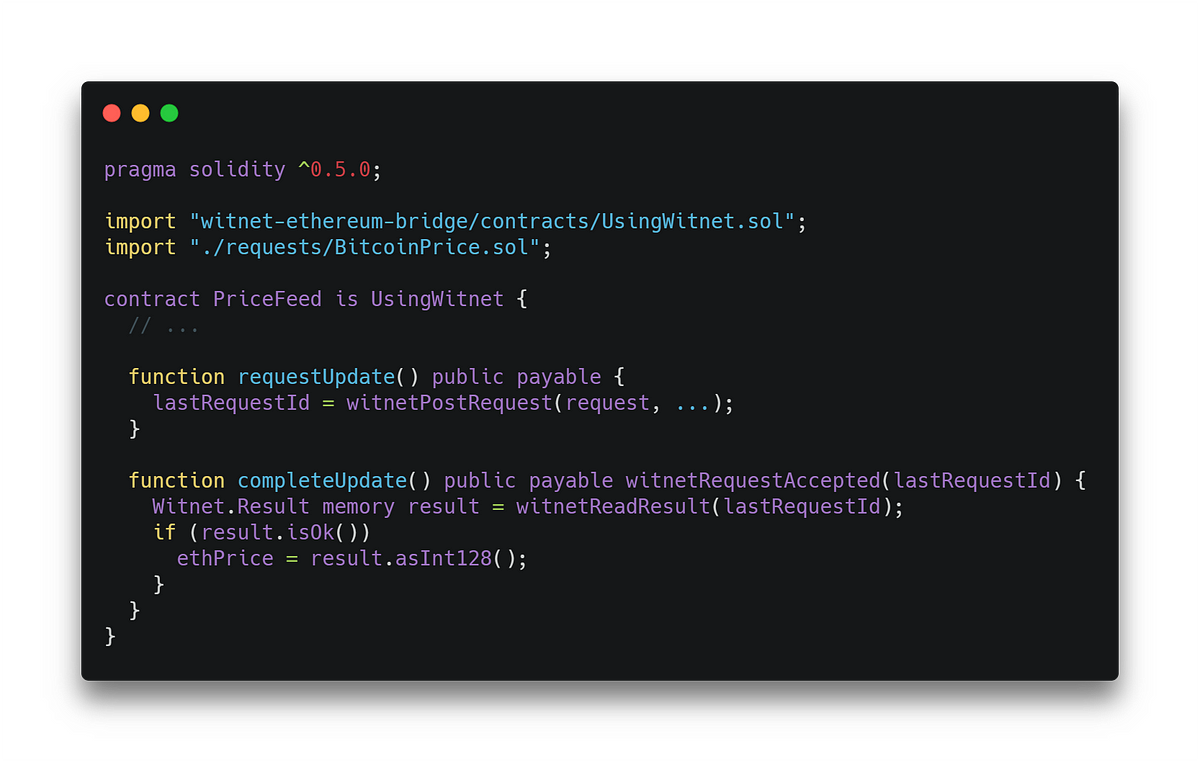 pragma solidity ^0.5.0;
import "witnet-ethereum-bridge/contracts/UsingWitnet.sol";
import "./requests/BitcoinPrice.sol";
contract PriceFeed is UsingWitnet {
// ...
function requestUpdate() public payable {
lastRequestId = witnetPostRequest(request, ...);
}
function completeUpdate() public payable witnetRequestAccepted(lastRequestId) {
Witnet.Result memory result = witnetReadResult(lastRequestId);
if (result.isOk())
ethPrice = result.asInt128();
}
}
}